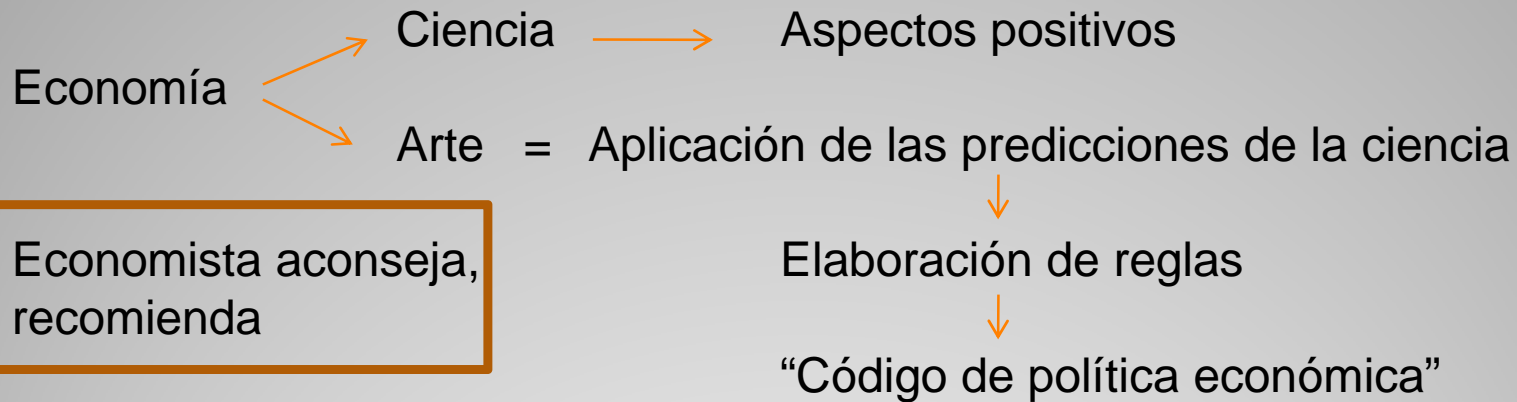 Ciencia
Aspectos positivos
Economía
Arte = Aplicación de las predicciones de la ciencia
Economista aconseja,
recomienda
Elaboración de reglas
“Código de política económica”